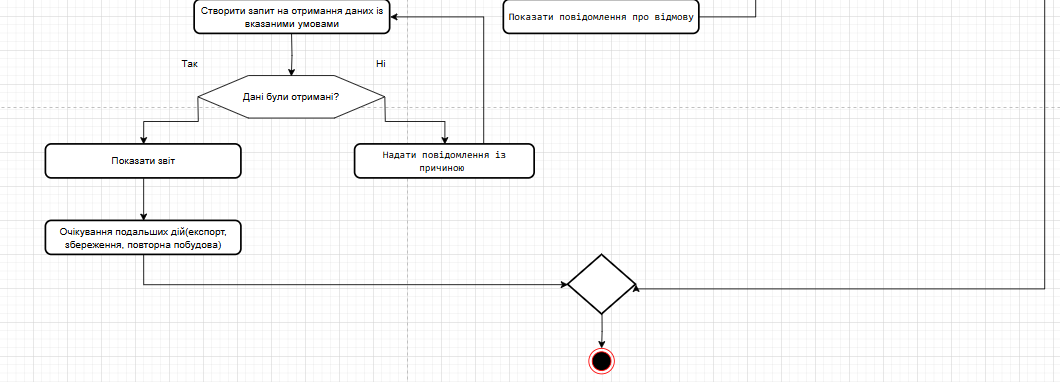 Створити запит на отримання даних із
вказаними умовами
Показати повідомлення про відмову
Так
Ні
Дані були отримані?
Показати звіт
Надати повідомлення із
причиною
Очікування подальших дій(експорт,
збереження, повторна побудова)